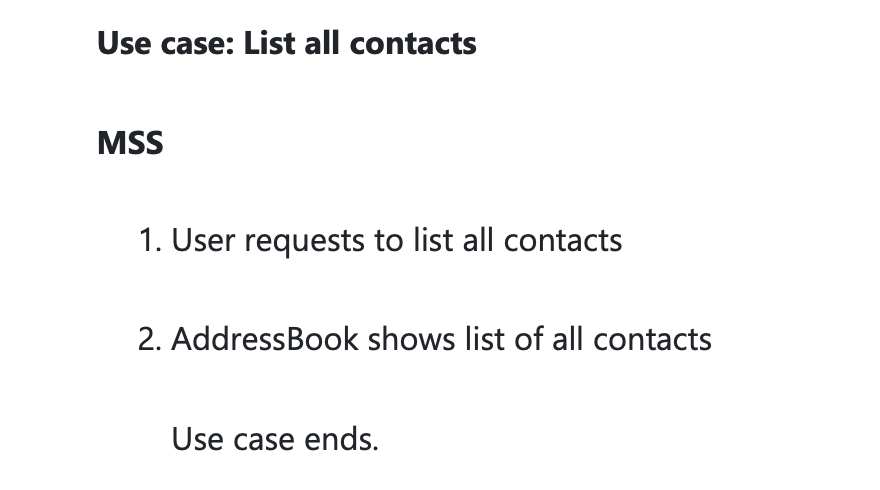 Use case: List all contacts
MSS
1. User requests to list all contacts
2. AddressBook shows list of all contacts
Use case ends.